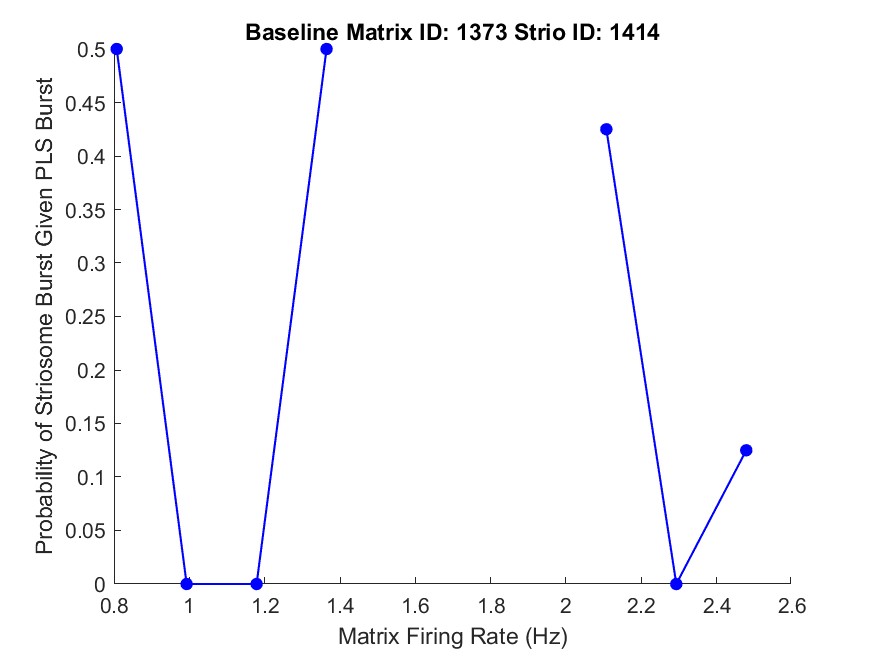 Baseline Matrix ID: 1373 Strio ID: 1414
Probability of Striosome Burst Given PLS Burst
0.5
0.45
0.4
0.35
0.3
0.25
0.2
0.15
0.1
0.05
0
0.8 1 1.2 1.4 1.6 1.8 2 2.2 2.4 2.6
Matrix Firing Rate (Hz)